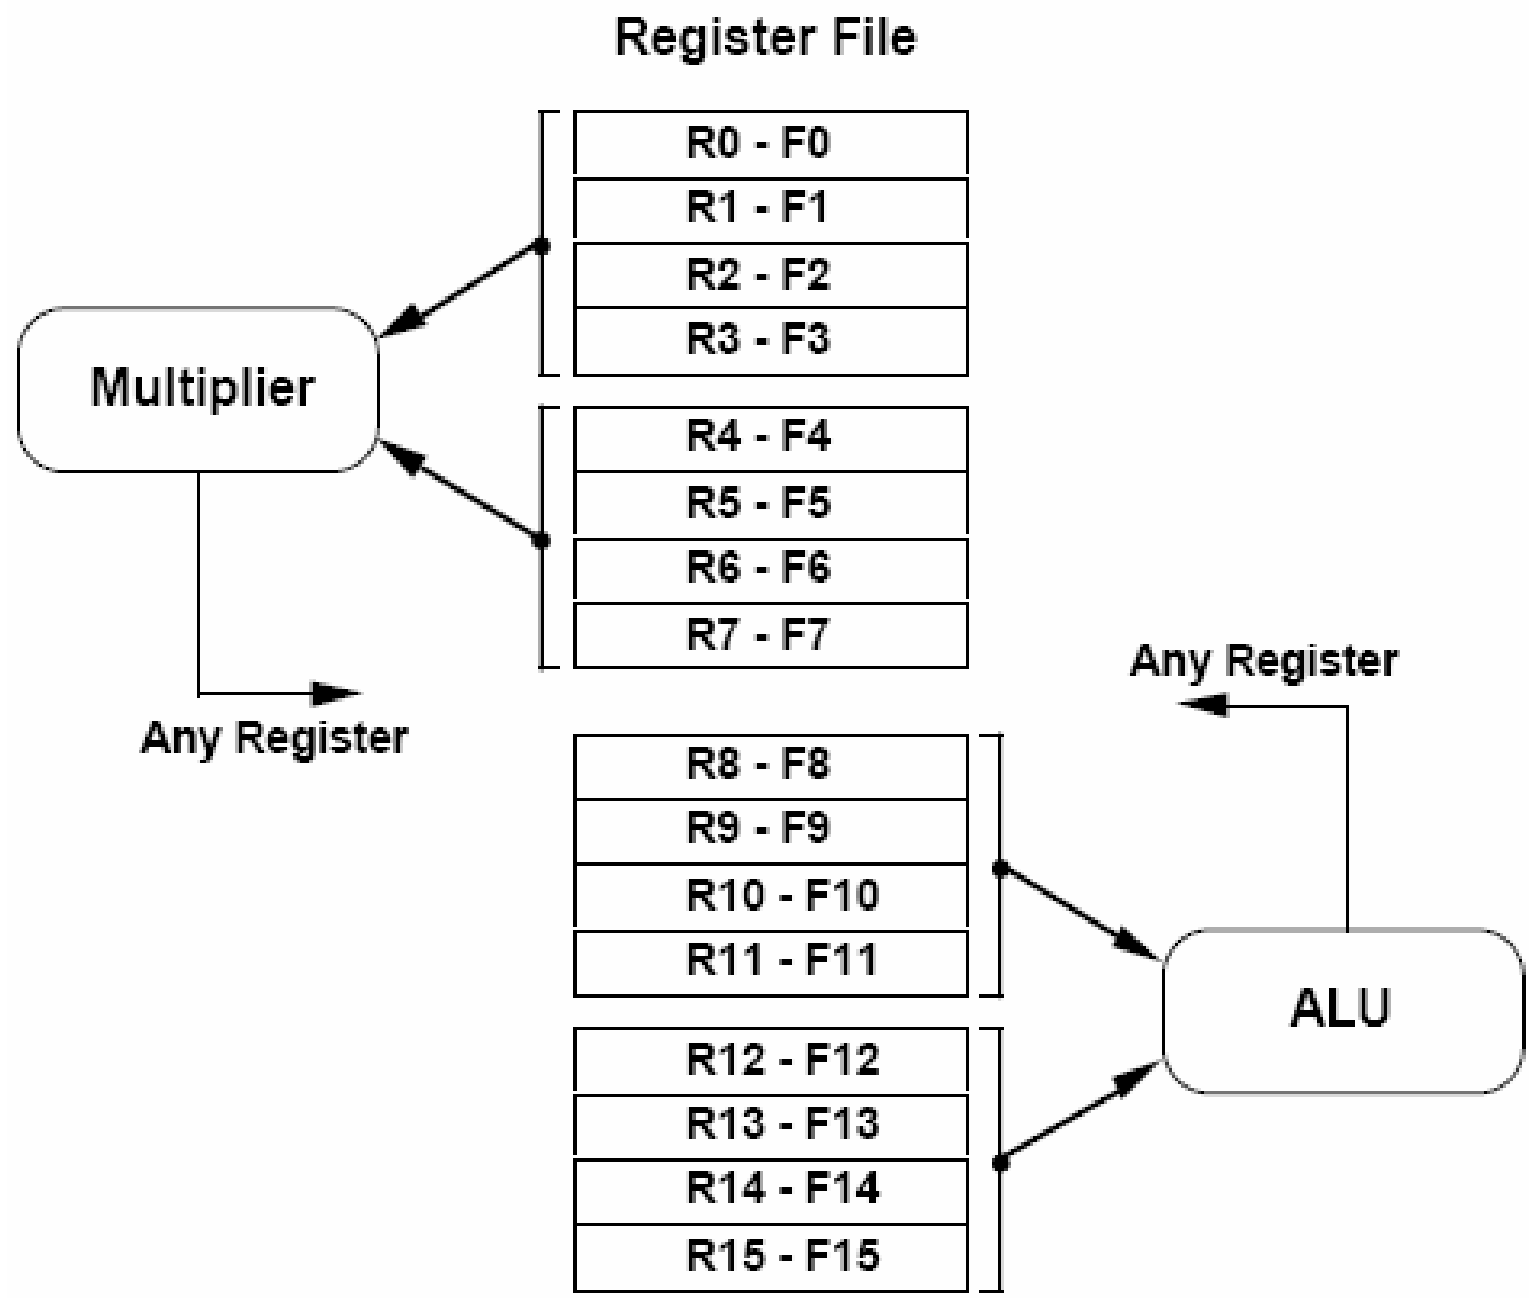 Register File
R0 - F0
R1 - F1
R2 - F2
R3 - F3
Multiplier
R4 - F4
R5 - F5
R6 - F6
R7 - F7
Any Register
Any Register
R8 - F8
R9 - F9
R10 - F10
R11 - F11
ALU
R12 - F12
R13 - F13
R14 - F14
R15 - F15